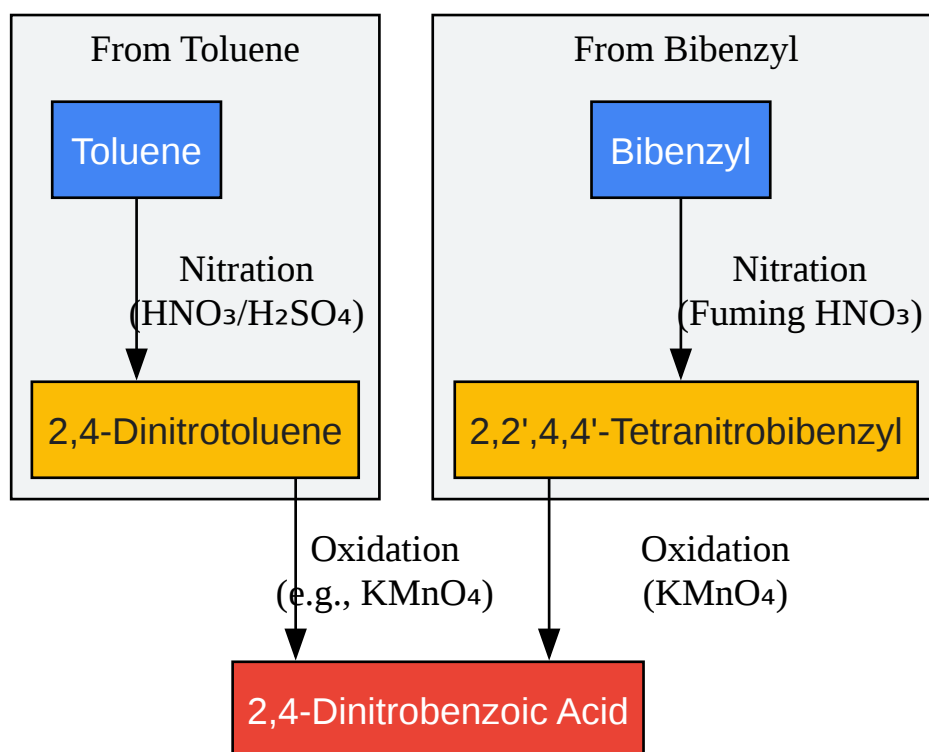 From Toluene
Toluene
Nitration
(HNO₃/H₂SO₄)
2,4-Dinitrotoluene
From Bibenzyl
Bibenzyl
Nitration
(Fuming HNO₃)
2,2',4,4'-Tetranitrobibenzyl
Oxidation
(e.g., KMnO₄)
Oxidation
(KMnO₄)
2,4-Dinitrobenzoic Acid